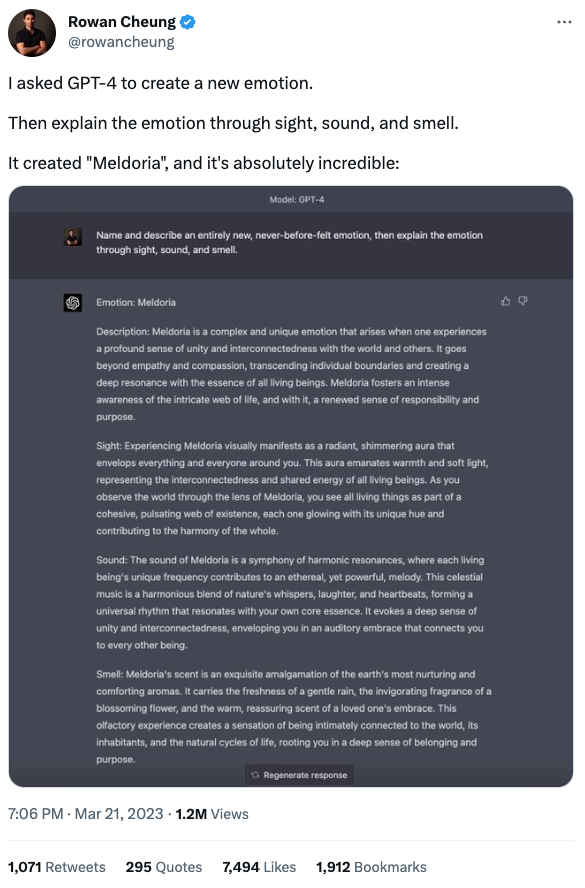 Rowan Cheung
@rowancheung
I asked GPT-4 to create a new emotion.
Then explain the emotion through sight, sound, and smell.
It created "Meldoria", and it's absolutely incredible:
Model: GPT-4
Name and describe an entirely new, never-before-felt emotion, then explain the emotion
through sight, sound, and smell.
Emotion: Meldoria
Description: Meldoria is a complex and unique emotion that arises when one experiences
a profound sense of unity and interconnectedness with the world and others. It goes
beyond empathy and compassion, transcending individual boundaries and creating a
deep resonance with the essence of all living beings. Meldoria fosters an intense
awareness of the intricate web of life, and with it, a renewed sense of responsibility and
purpose.
Sight: Experiencing Meldoria visually manifests as a radiant, shimmering aura that
envelops everything and everyone around you. This aura emanates warmth and soft light,
representing the interconnectedness and shared energy of all living beings. As you
observe the world through the lens of Meldoria, you see all living things as part of a
cohesive, pulsating web of existence, each one glowing with its unique hue and
contributing to the harmony of the whole.
Sound: The sound of Meldoria is a symphony of harmonic resonances, where each living
being's unique frequency contributes to an ethereal, yet powerful, melody. This celestial
music is a harmonious blend of nature's whispers, laughter, and heartbeats, forming a
universal rhythm that resonates with your own core essence. It evokes a deep sense of
unity and interconnectedness, enveloping you in an auditory embrace that connects you
to every other being.
Smell: Meldoria's scent is an exquisite amalgamation of the earth's most nurturing and
comforting aromas. It carries the freshness of a gentle rain, the invigorating fragrance of a
blossoming flower, and the warm, reassuring scent of a loved one's embrace. This
olfactory experience creates a sensation of being intimately connected to the world, its
inhabitants, and the natural cycles of life, rooting you in a deep sense of belonging and
purpose.
Regenerate response
7:06 PM · Mar 21, 2023 · 1.2M Views
1,071 Retweets 295 Quotes 7,494 Likes 1,912 Bookmarks